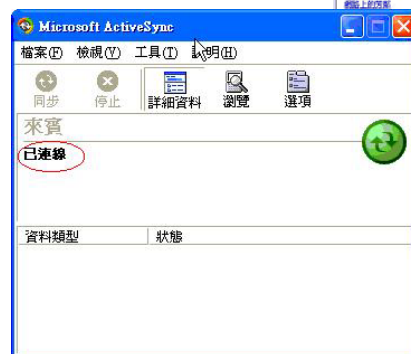 Microsoft ActiveSync
檔案(F) 檢視(V) 工具(T) 說明(H)
同步 停止 詳細資料 瀏覽 選項
來賓
已連線
資料類型 狀態